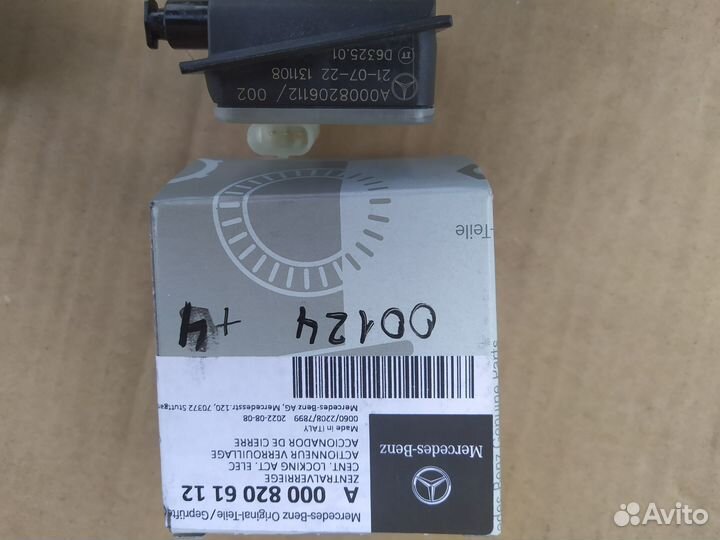 A0008206112/ 002
21-07-22 131108
D6325.01
-Teile
00124 +4
Mercedes-Benz Original-Teile/Geprüfte
A 000 820 61 12
ZENTRALVERRIEGE
CENT. LOCKING ACT. ELEC
ACTIONNEUR VERROUILLAGE
ACCIONADOR DE CIERRE
Made in ITALY
0060/2208/7899 2022-08-08
Mercedes-Benz AG, Mercedesstr.120, 70372 Stuttgar
Mercedes-Benz
Mercedes-Benz Genuine Parts
Avito